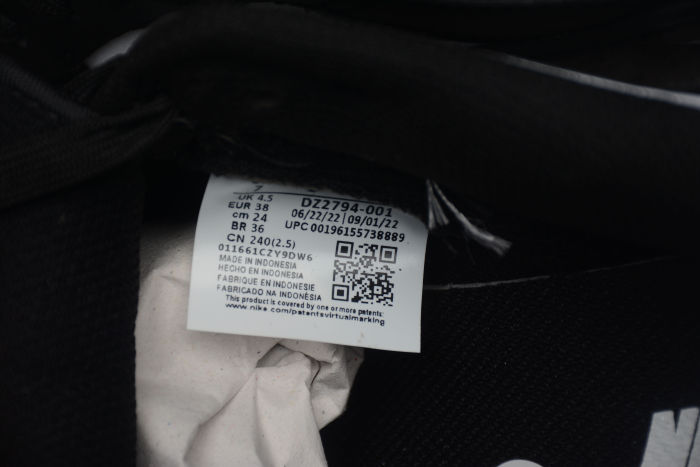 7
UK 4.5
EUR 38
cm 24
BR 36
CN 240(2.5)
011661CZY9DW6
DZ2794-001
06/22/22 | 09/01/22
UPC 00196155738889
MADE IN INDONESIA
HECHO EN INDONESIA
FABRIQUE EN INDONESIE
FABRICADO NA INDONÉSIA
This product is covered by one or more patents:
www.nike.com/patentsvirtualmarking